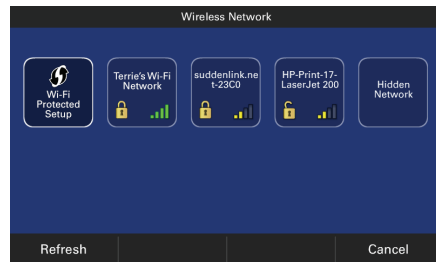 Wireless Network
Wi-Fi
Protected
Setup
Terrie's Wi-Fi
Network
suddenlink.ne
t-23C0
HP-Print-17-
LaserJet 200
Hidden
Network
Refresh
Cancel